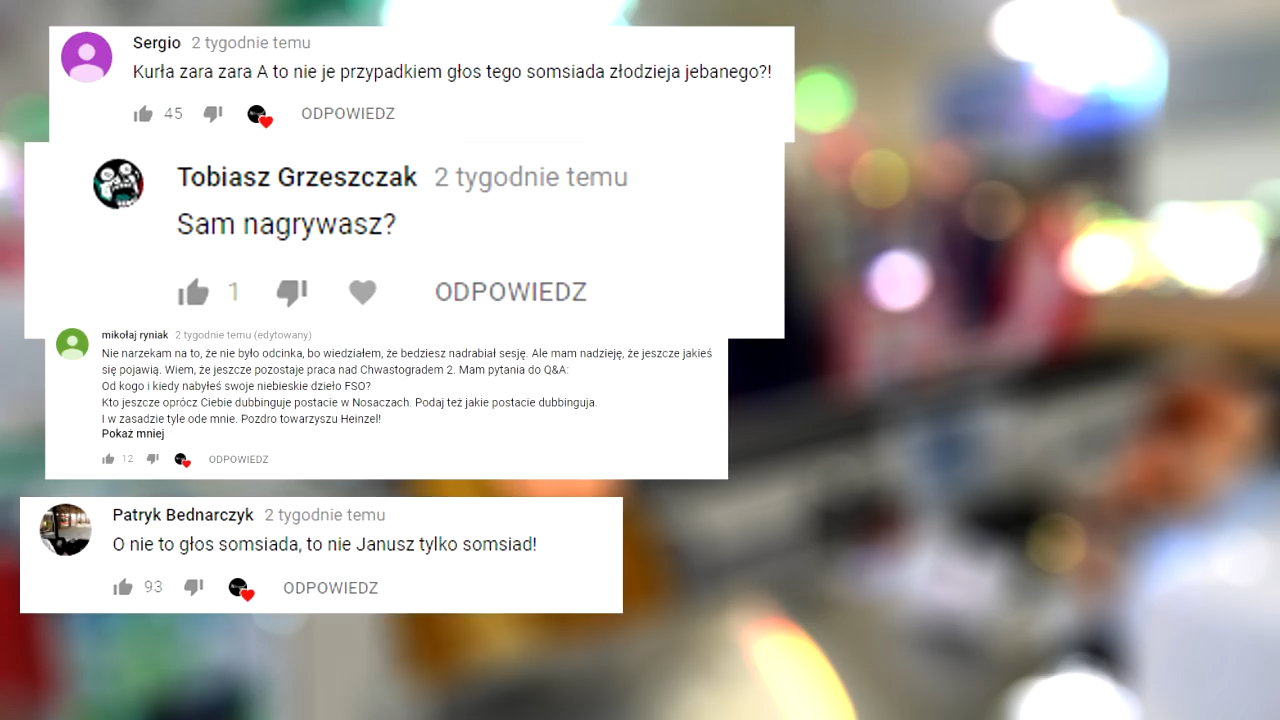 Sergio 2 tygodnie temu
Kurła zara zara A to nie je przypadkiem głos tego somsiada złodzieja jebanego?!
45 ODPOWIEDZ
Tobiasz Grzeszczak 2 tygodnie temu
Sam nagrywasz?
1 ODPOWIEDZ
mikołaj ryniak 2 tygodnie temu (edytowany)
Nie narzekam na to, że nie było odcinka, bo wiedziałem, że bedziesz nadrabiał sesję. Ale mam nadzieję, że jeszcze jakieś
się pojawią. Wiem, że jeszcze pozostaje praca nad Chwastogradem 2. Mam pytania do Q&A:
Od kogo i kiedy nabyłeś swoje niebieskie dzieło FSO?
Kto jeszcze oprócz Ciebie dubbinguje postacie w Nosaczach. Podaj też jakie postacie dubbinguja.
I w zasadzie tyle ode mnie. Pozdro towarzyszu Heinzel!
Pokaż mniej
12 ODPOWIEDZ
Patryk Bednarczyk 2 tygodnie temu
O nie to głos somsiada, to nie Janusz tylko somsiad!
93 ODPOWIEDZ